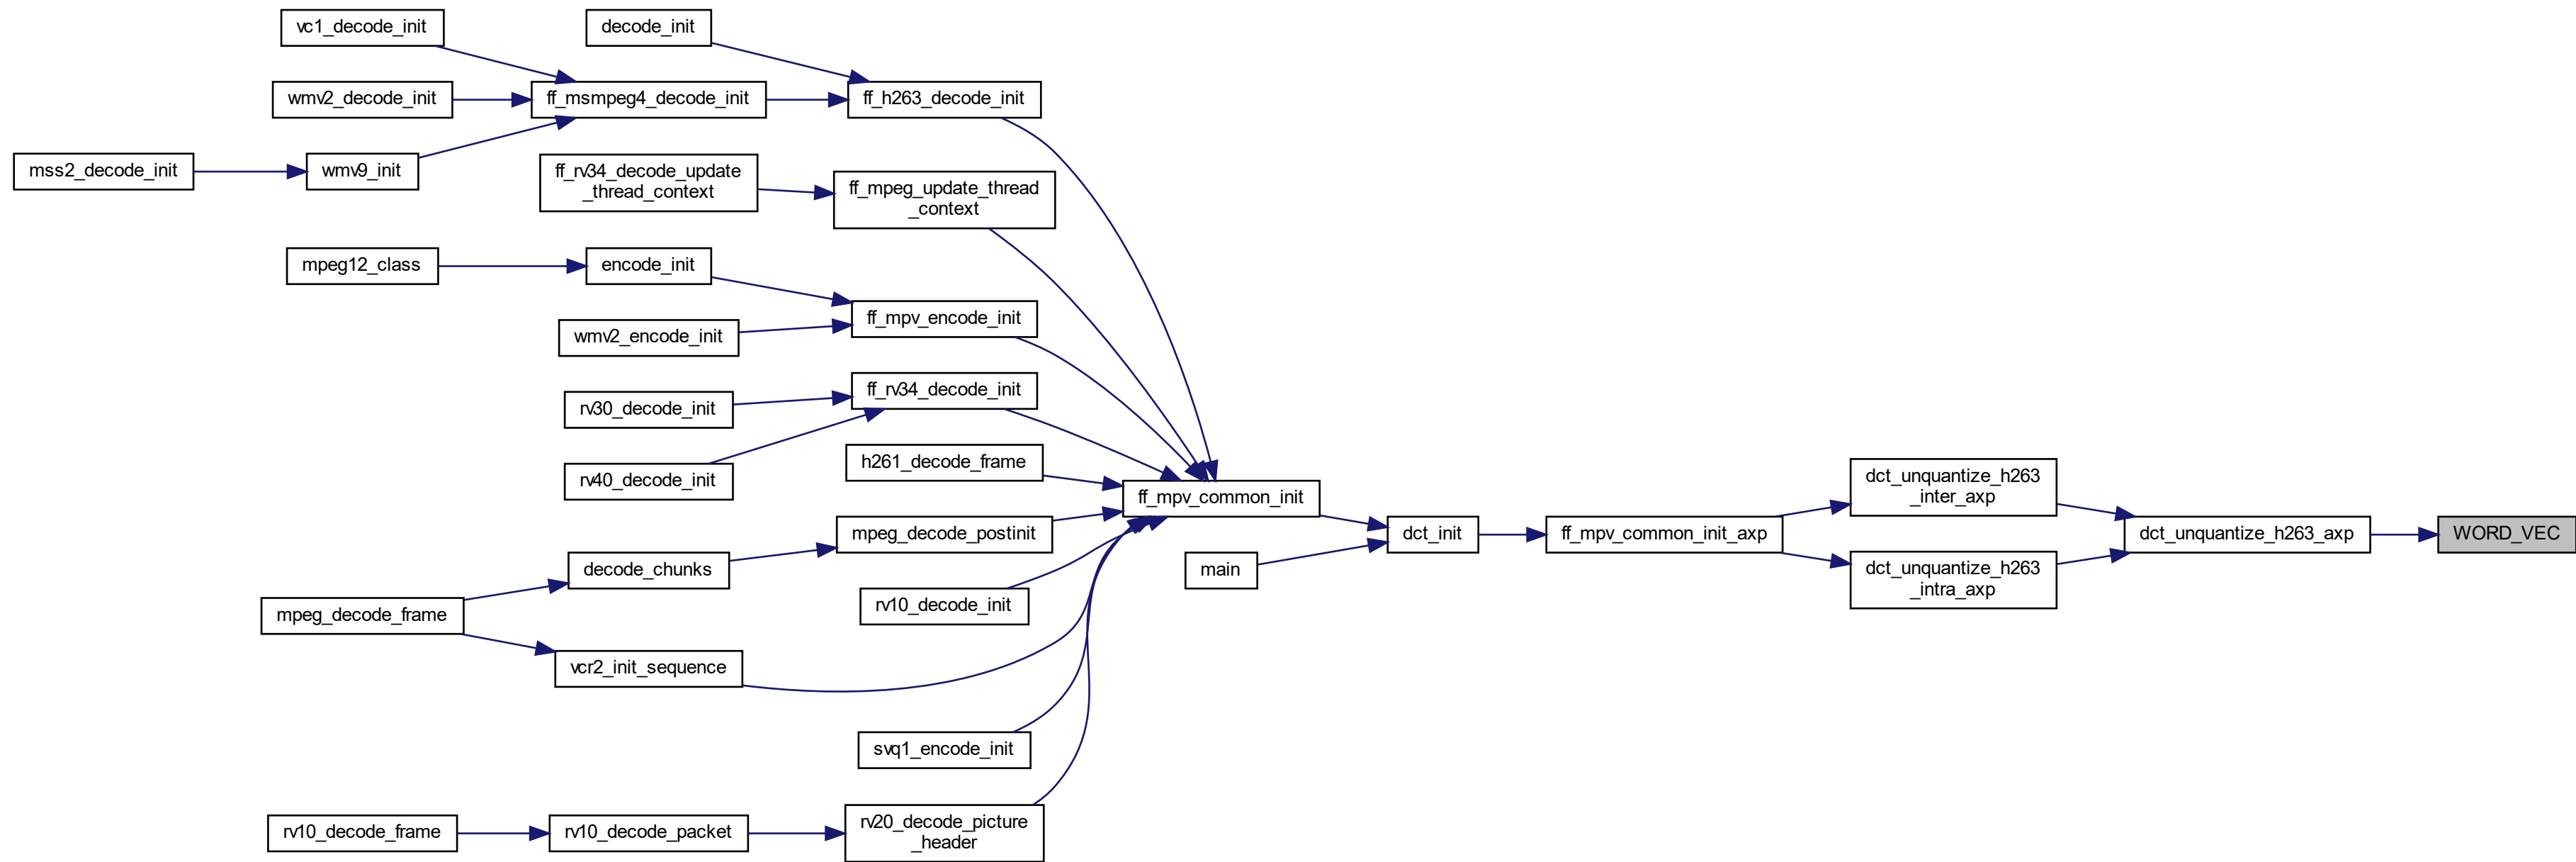 vc1_decode_init
decode_init
wmv2_decode_init
ff_msmpeg4_decode_init
ff_h263_decode_init
mss2_decode_init
wmv9_init
ff_rv34_decode_update
_thread_context
ff_mpeg_update_thread
_context
mpeg12_class
encode_init
ff_mpv_encode_init
wmv2_encode_init
ff_rv34_decode_init
rv30_decode_init
h261_decode_frame
rv40_decode_init
ff_mpv_common_init
dct_unquantize_h263
_inter_axp
mpeg_decode_postinit
dct_init
ff_mpv_common_init_axp
dct_unquantize_h263_axp
WORD_VEC
decode_chunks
main
dct_unquantize_h263
_intra_axp
mpeg_decode_frame
rv10_decode_init
vcr2_init_sequence
svq1_encode_init
rv10_decode_frame
rv10_decode_packet
rv20_decode_picture
_header